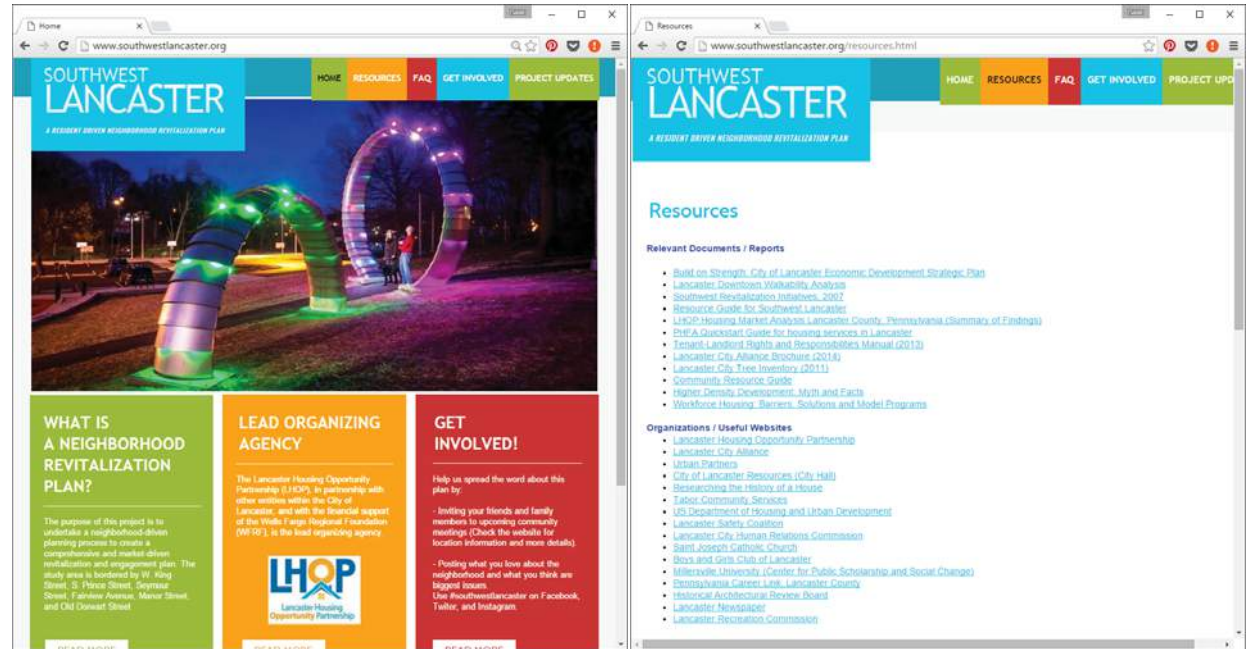 Home
www.southwestlancaster.org
SOUTHWEST
LANCASTER
A RESIDENT DRIVEN NEIGHBORHOOD REVITALIZATION PLAN
HOME
RESOURCES
FAQ
GET INVOLVED
PROJECT UPDATES
WHAT IS
A NEIGHBORHOOD
REVITALIZATION
PLAN?
The purpose of this project is to
undertake a neighborhood-driven
planning process to create a
comprehensive and market-driven
revitalization and engagement plan. The
study area is bordered by W. King
Street, S. Prince Street, Seymour
Street, Fairview Avenue, Manor Street,
and Old Dorwart Street
READ MORE
LEAD ORGANIZING
AGENCY
The Lancaster Housing Opportunity
Partnership (LHOP), in partnership with
other entities within the City of
Lancaster, and with the financial support
of the Wells Fargo Regional Foundation
(WFRF), is the lead organizing agency
LHOP
Lancaster Housing
Opportunity Partnership
READ MORE
GET
INVOLVED!
Help us spread the word about this
plan by:
- Inviting your friends and family
members to upcoming community
meetings (Check the website for
location information and more details).
- Posting what you love about the
neighborhood and what you think are
biggest issues.
Use #southwestlancaster on Facebook,
Twiter, and Instagram.
READ MORE
Resources
www.southwestlancaster.org/resources.html
SOUTHWEST
LANCASTER
A RESIDENT DRIVEN NEIGHBORHOOD REVITALIZATION PLAN
HOME
RESOURCES
FAQ
GET INVOLVED
PROJECT UPD
Resources
Relevant Documents / Reports
Build on Strength: City of Lancaster Economic Development Strategic Plan
Lancaster Downtown Walkability Analysis
Southwest Revitalization Initiatives, 2007
Resource Guide for Southwest Lancaster
LHOP:Housing Market Analysis Lancaster County, Pennsylvania (Summary of Findings)
PHFA Quickstart Guide for housing services in Lancaster
Tenant-Landlord Rights and Responsibilities Manual (2013)
Lancaster City Alliance Brochure (2014)
Lancaster City Tree Inventory (2011)
Community Resource Guide
Higher Density Development: Myth and Facts
Workforce Housing: Barriers, Solutions and Model Programs
Organizations / Useful Websites
Lancaster Housing Opportunity Partnership
Lancaster City Alliance
Urban Partners
City of Lancaster Resources (City Hall)
Researching the History of a House
Tabor Community Services
US Department of Housing and Urban Development
Lancaster Safety Coalition
Lancaster City Human Relations Commission
Saint Joseph Catholic Church
Boys and Girls Club of Lancaster
Millersville University (Center for Public Scholarship and Social Change)
Pennsylvania Career Link: Lancaster County
Historical Architectural Review Board
Lancaster Newspaper
Lancaster Recreation Commission